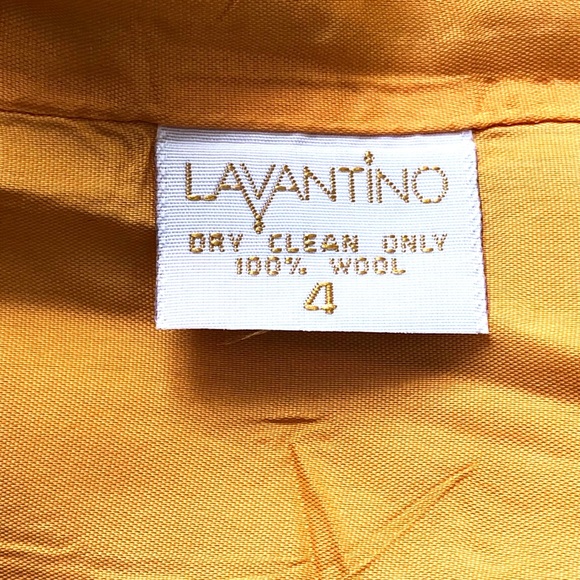 LAVANTINO
DRY CLEAN ONLY
100% WOOL
4